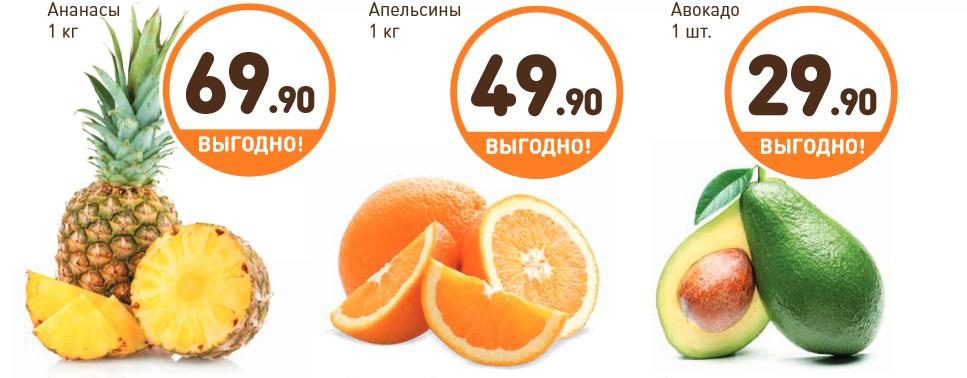 Ананасы
1 кг
69.90
ВЫГОДНО!
Апельсины
1 кг
49.90
ВЫГОДНО!
Авокадо
1 шт.
29.90
ВЫГОДНО!